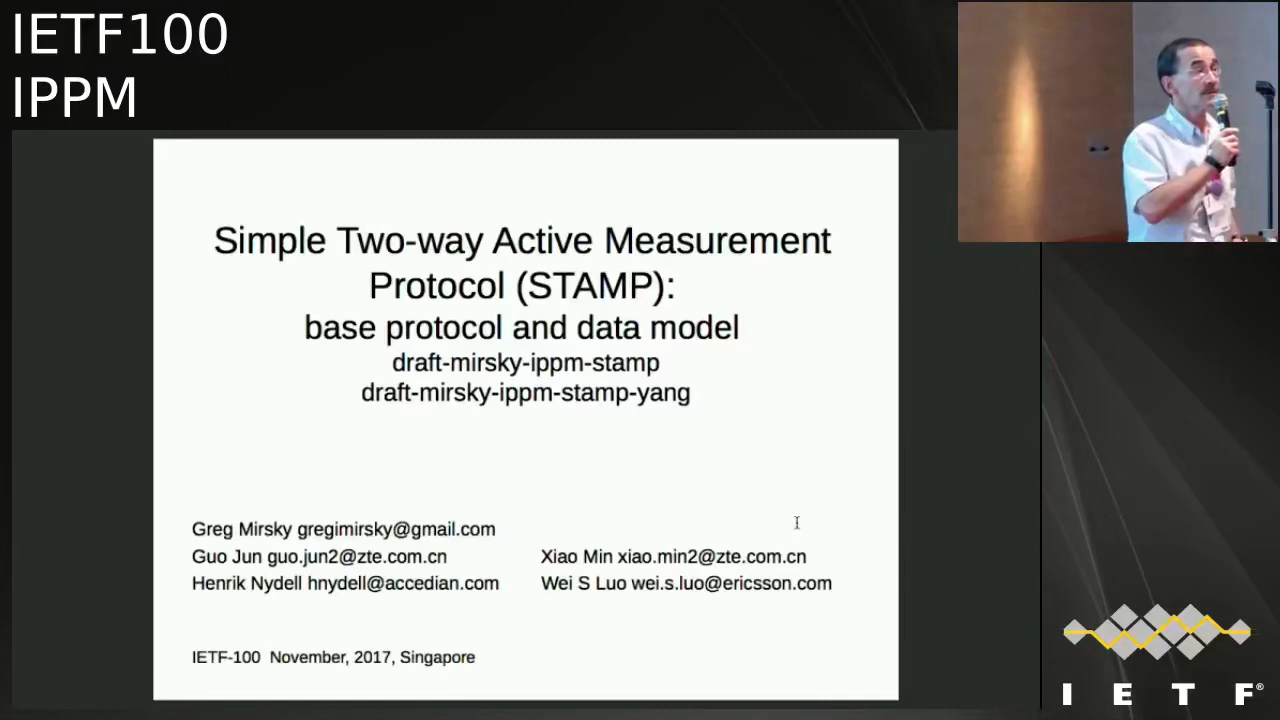 IETF100
IPPM
Simple Two-way Active Measurement
Protocol (STAMP):
base protocol and data model
draft-mirsky-ippm-stamp
draft-mirsky-ippm-stamp-yang
Greg Mirsky gregimirsky@gmail.com
Guo Jun guo.jun2@zte.com.cn Xiao Min xiao.min2@zte.com.cn
Henrik Nydell hnydell@accedian.com Wei S Luo wei.s.luo@ericsson.com
IETF-100 November, 2017, Singapore
I E T F®